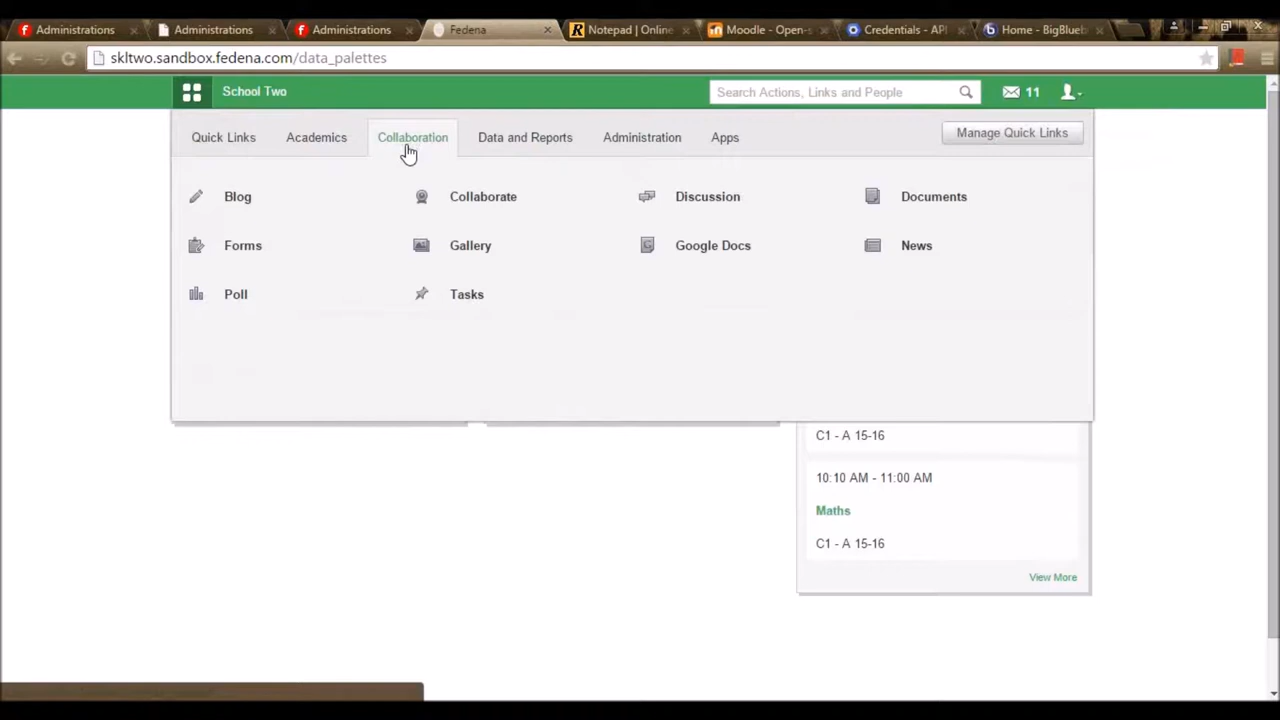 Administrations
Administrations
Administrations
Fedena
Notepad | Online
Moodle - Open-s
Credentials - API
Home - BigBlueb
skltwo.sandbox.fedena.com/data_palettes
School Two
Search Actions, Links and People
11
Quick Links
Academics
Collaboration
Data and Reports
Administration
Apps
Manage Quick Links
Blog
Collaborate
Discussion
Documents
Forms
Gallery
Google Docs
News
Poll
Tasks
C1 - A 15-16
10:10 AM - 11:00 AM
Maths
C1 - A 15-16
View More